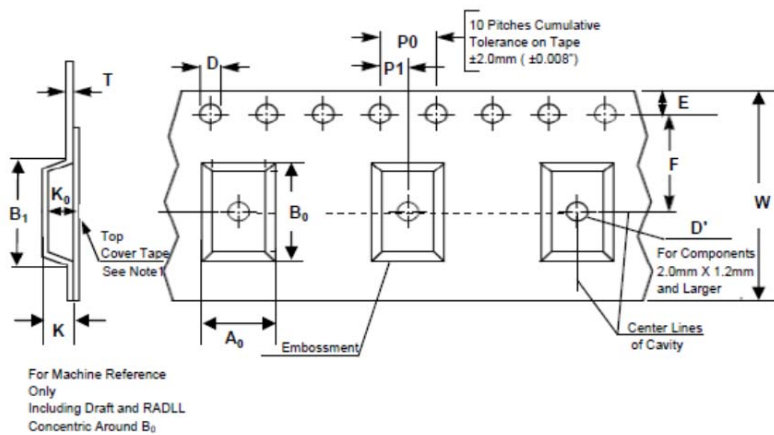 10 Pitches Cumulative
Tolerance on Tape
±2.0mm ( ±0.008")
P0
P1
D
T
E
F
W
B1
K0
B0
D'
Top
Cover Tape
See Note1
For Components
2.0mm X 1.2mm
and Larger
K
A0
Embossment
Center Lines
of Cavity
For Machine Reference
Only
Including Draft and RADLL
Concentric Around B0